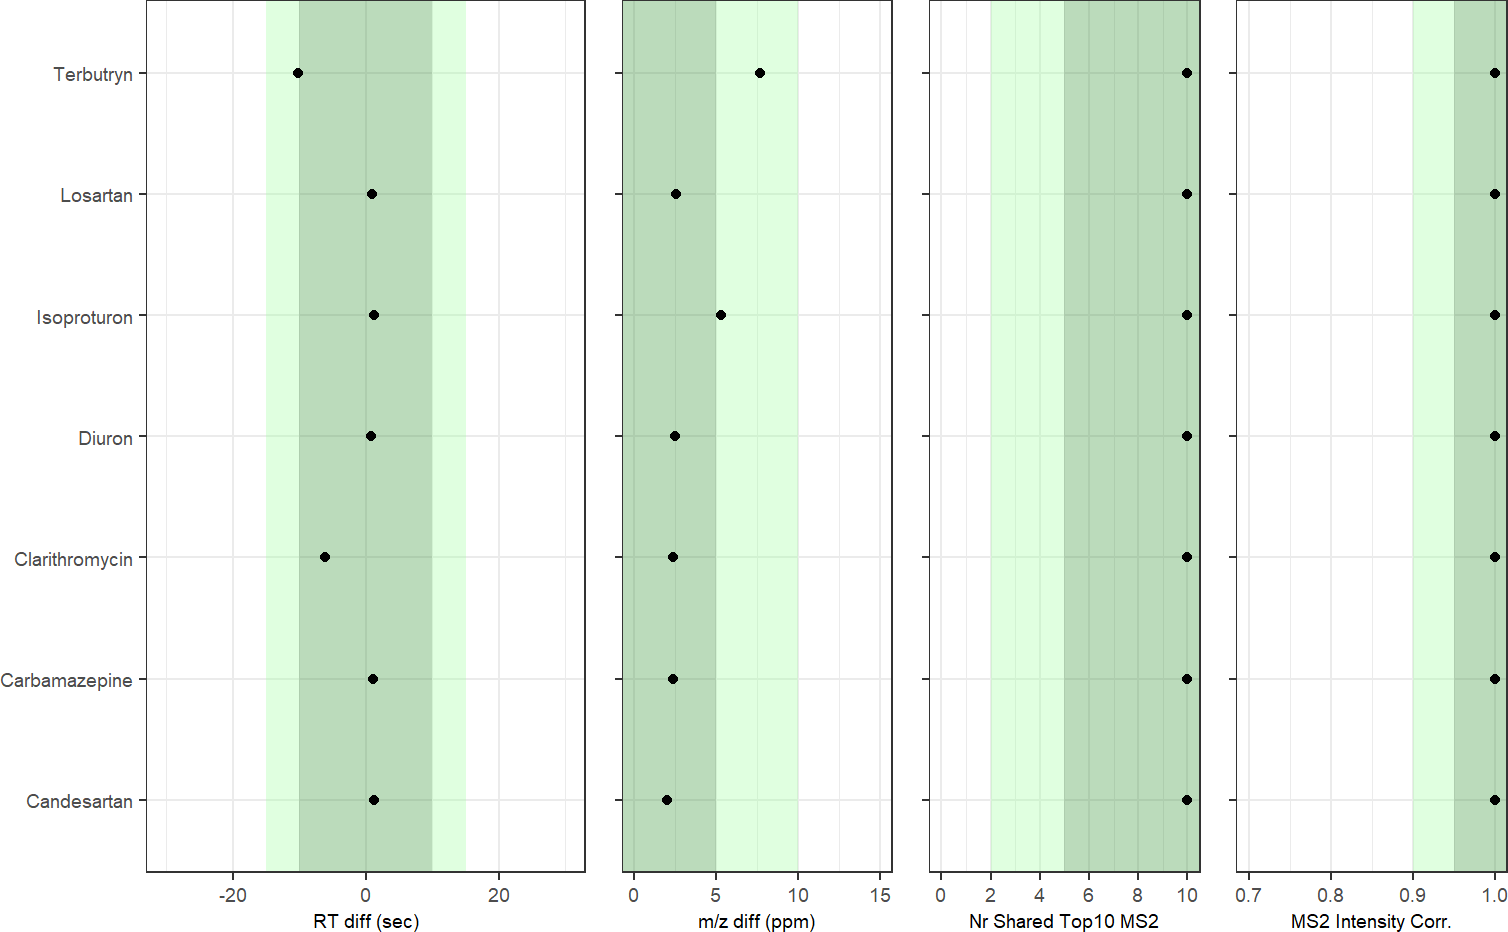 Terbutryn
Losartan
Isoproturon
Diuron
Clarithromycin
Carbamazepine
Candesartan
-20 0 20
RT diff (sec)
0 5 10 15
m/z diff (ppm)
0 2 4 6 8 10
Nr Shared Top10 MS2
0.7 0.8 0.9 1.0
MS2 Intensity Corr.